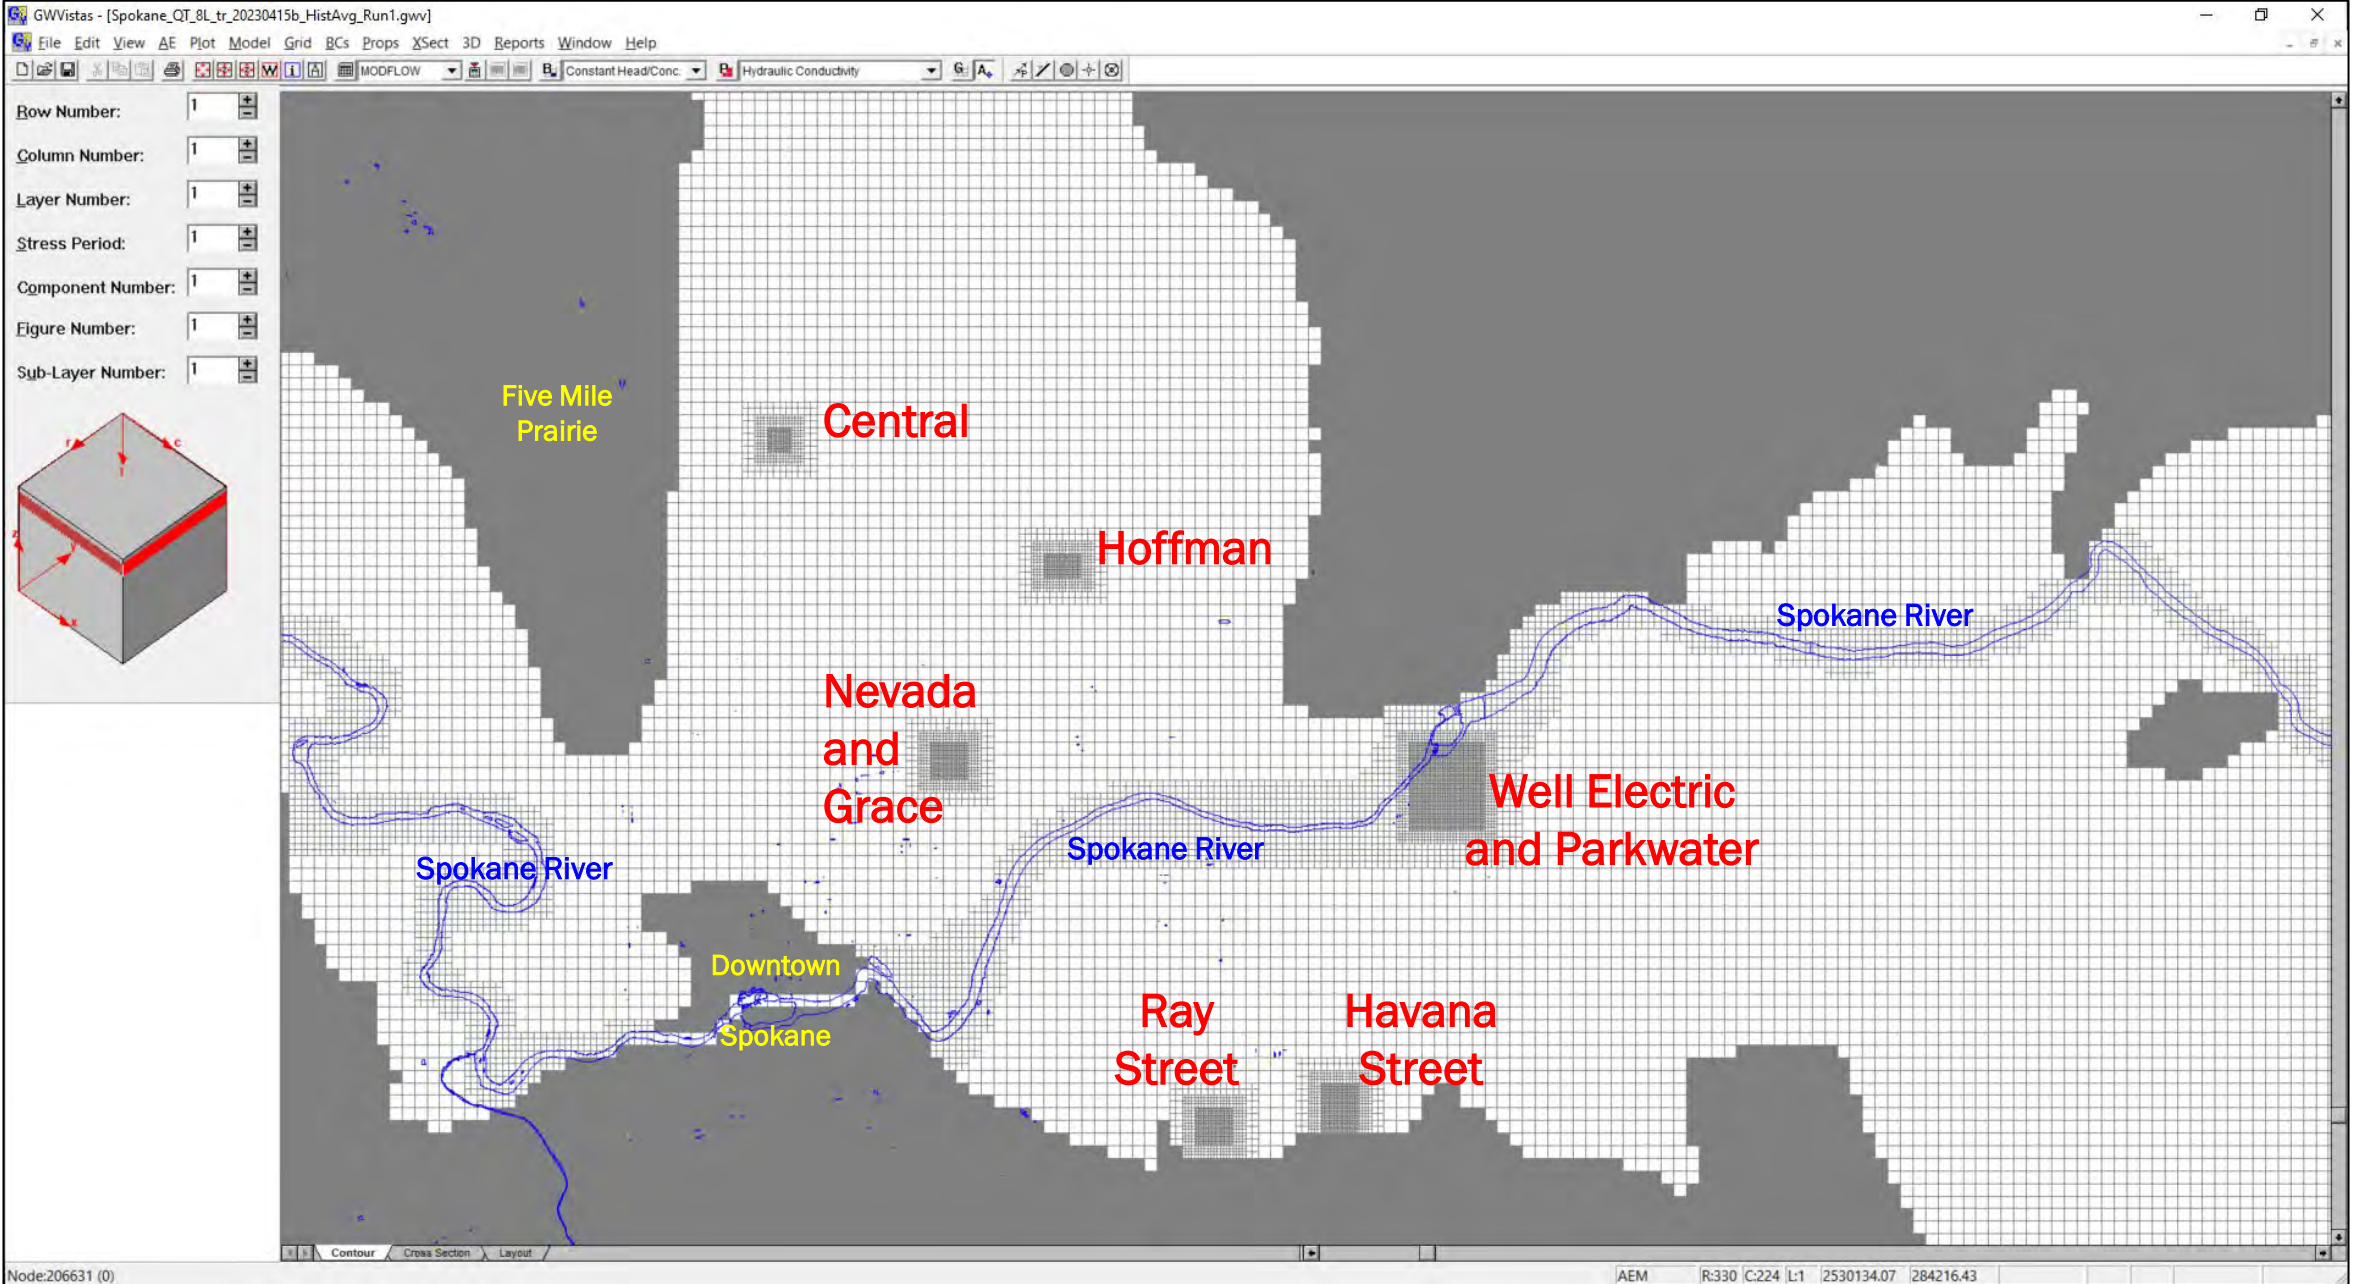 GWVistas - [Spokane_QT_8L_tr_20230415b_HistAvg_Run1.gwv]
File Edit View AE Plot Model Grid BCs Props XSect 3D Reports Window Help
MODFLOW Constant Head/Conc. Hydraulic Conductivity
Row Number: 1
Column Number: 1
Layer Number: 1
Stress Period: 1
Component Number: 1
Figure Number: 1
Sub-Layer Number: 1
r c
l
z y
x
Five Mile
Prairie
Central
Hoffman
Spokane River
Nevada
and
Grace
Well Electric
and Parkwater
Spokane River
Spokane River
Downtown
Spokane
Ray
Street
Havana
Street
Contour Cross Section Layout
Node:206631 (0) AEM R:330 C:224 L:1 2530134.07 284216.43